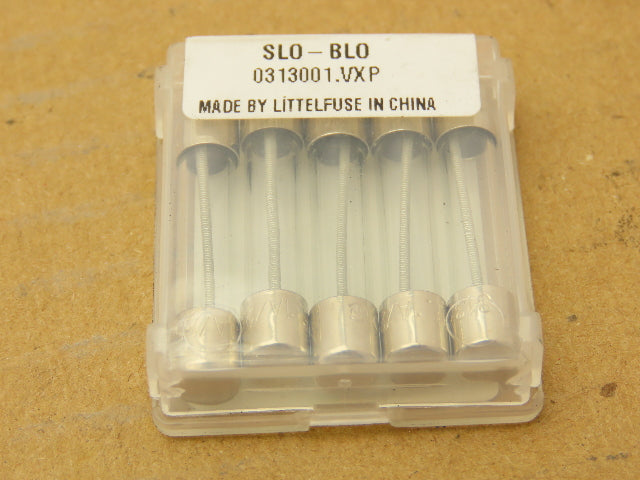 SLO-BLO
0313001.VXP
MADE BY LITTELFUSE IN CHINA